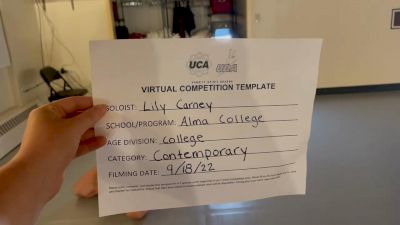 UCA
UDA
VIRTUAL COMPETITION TEMPLATE
SOLOIST: Lily Carney
SCHOOL/PROGRAM: Alma College
AGE DIVISION: College
CATEGORY: Contemporary
FILMING DATE: 9/18/22